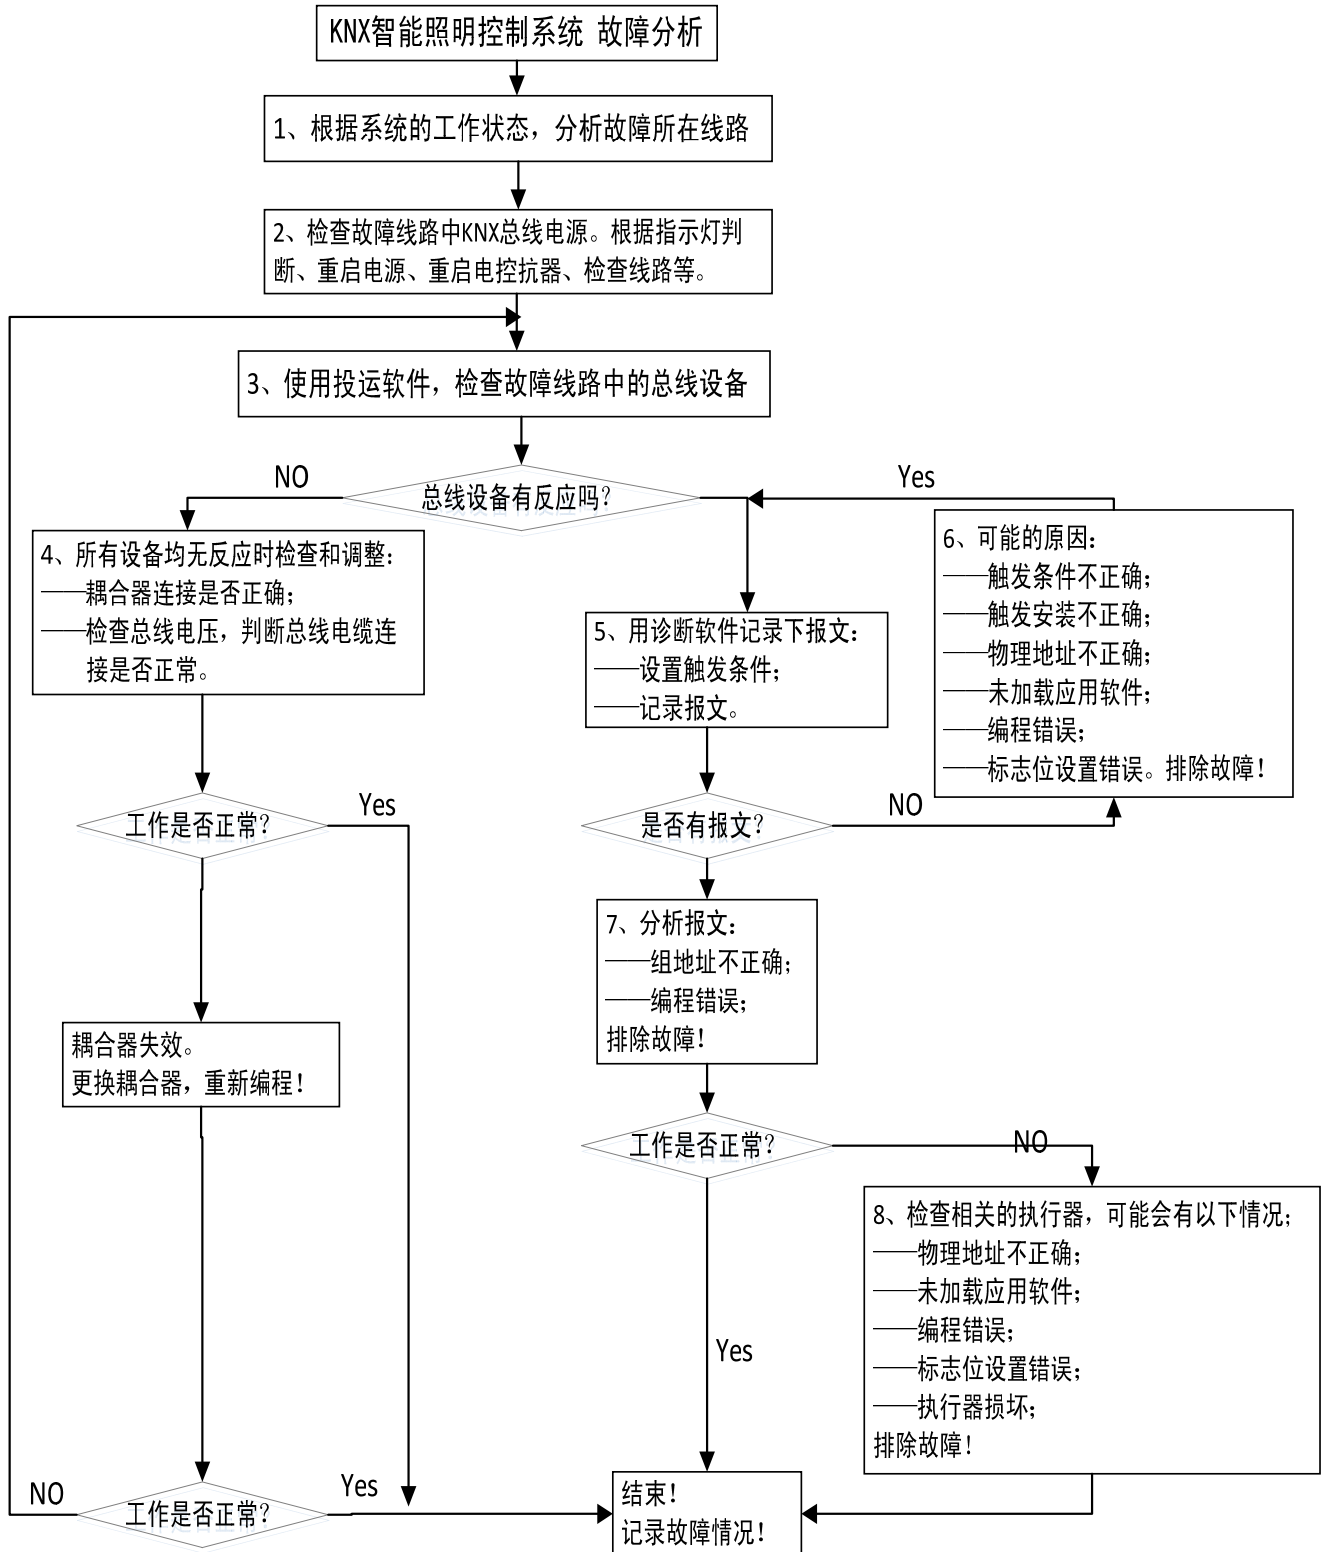 KNX智能照明控制系统 故障分析
1、根据系统的工作状态，分析故障所在线路
2、检查故障线路中KNX总线电源。根据指示灯判
断、重启电源、重启电控抗器、检查线路等。
3、使用投运软件，检查故障线路中的总线设备
总线设备有反应吗？
NO
Yes
4、所有设备均无反应时检查和调整：
——耦合器连接是否正确；
——检查总线电压，判断总线电缆连
接是否正常。
5、用诊断软件记录下报文：
——设置触发条件；
——记录报文。
6、可能的原因：
——触发条件不正确；
——触发安装不正确；
——物理地址不正确；
——未加载应用软件；
——编程错误；
——标志位设置错误。排除故障！
工作是否正常？
Yes
是否有报文？
NO
7、分析报文：
——组地址不正确；
——编程错误；
排除故障！
耦合器失效。
更换耦合器，重新编程！
工作是否正常？
NO
8、检查相关的执行器，可能会有以下情况；
——物理地址不正确；
——未加载应用软件；
——编程错误；
——标志位设置错误；
——执行器损坏；
排除故障！
Yes
工作是否正常？
NO
Yes
结束！
记录故障情况！